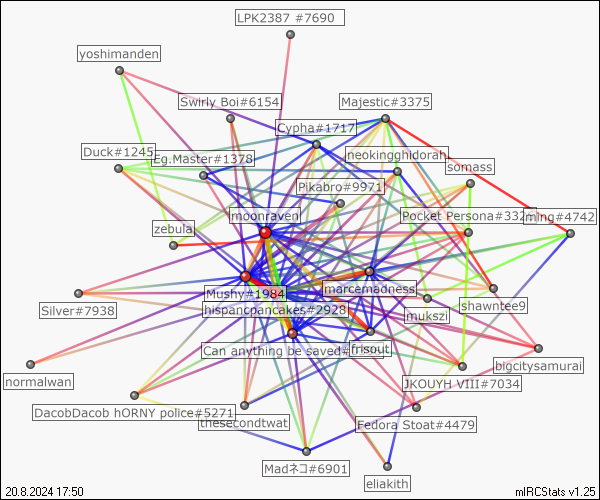 LPK2387 #7690
yoshimanden
Swirly Boi#6154
Majestic#3375
Cypha#1717
Duck#1245
Eg.Master#1378
neokingghidorah
somass
Pikabro#9971
moonraven
Pocket Persona#332
ming#4742
zebula
Mushy#1984
marcemadness
shawntee9
Silver#7938
hispancpancakes#2928
imukszi
Can anything be saved#
frisout
bigcitysamurai
normalwan
JKOUYH VIII#7034
DacobDacob hORNY police#5271
thesecondtwat
Fedora Stoat#4479
Madネコ#6901
eliakith
20.8.2024 17:50
mIRCStats v1.25